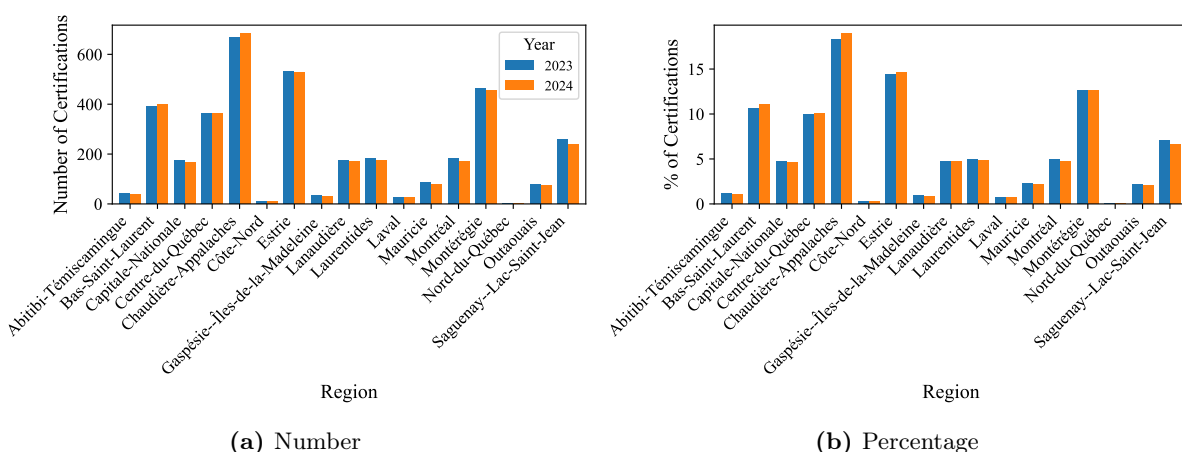 Number of Certifications
600
400
200
0
Year
2023
2024
Abitibi-Témiscamingue
Bas-Saint-Laurent
Capitale-Nationale
Centre-du-Québec
Chaudière-Appalaches
Côte-Nord
Estrie
Gaspésie--Îles-de-la-Madeleine
Lanaudière
Laurentides
Laval
Mauricie
Montréal
Montérégie
Nord-du-Québec
Outaouais
Saguenay--Lac-Saint-Jean
Region
(a) Number
% of Certifications
15
10
5
0
Abitibi-Témiscamingue
Bas-Saint-Laurent
Capitale-Nationale
Centre-du-Québec
Chaudière-Appalaches
Côte-Nord
Estrie
Gaspésie--Îles-de-la-Madeleine
Lanaudière
Laurentides
Laval
Mauricie
Montréal
Montérégie
Nord-du-Québec
Outaouais
Saguenay--Lac-Saint-Jean
Region
(b) Percentage